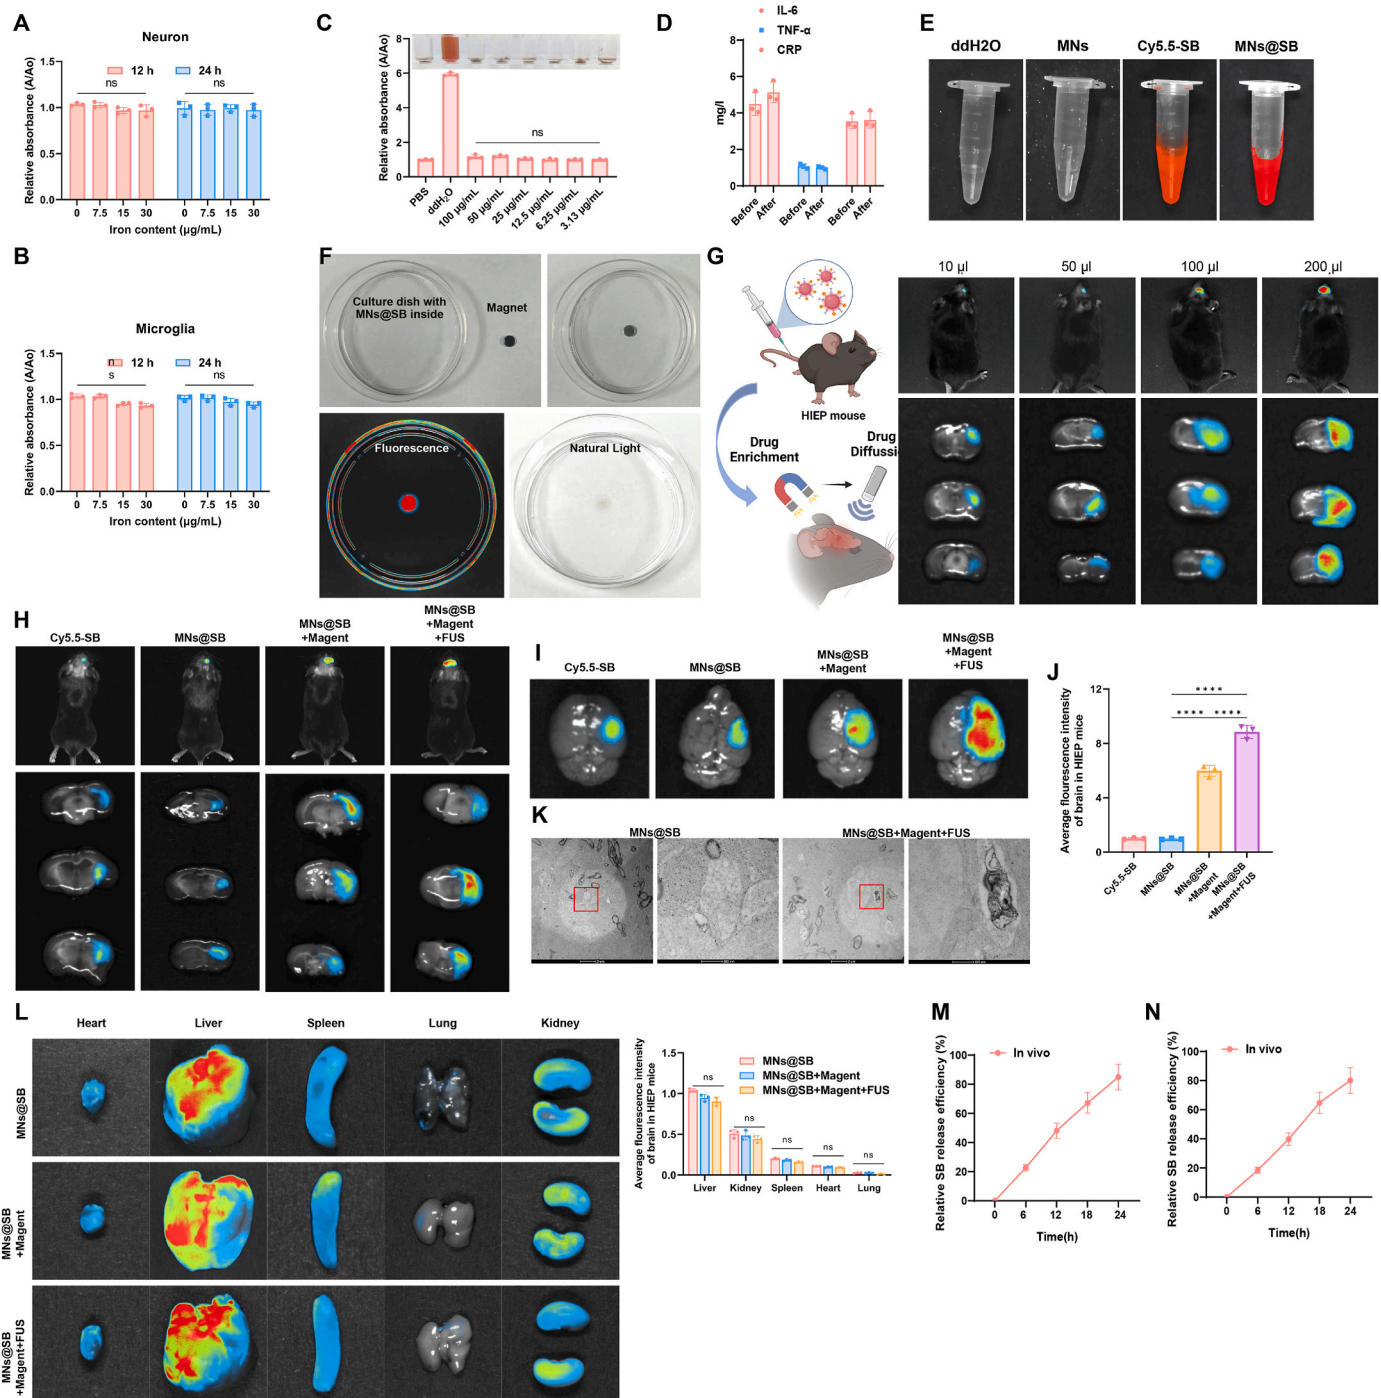 A
Neuron
12 h 24 h
ns ns
Relative absorbance (A/Ao)
1.5
1.0
0.5
0.0
0 7.5 15 30 0 7.5 15 30
Iron content (μg/mL)
B
Microglia
12 h 24 h
n
s
ns
Relative absorbance (A/Ao)
1.5
1.0
0.5
0.0
0 7.5 15 30 0 7.5 15 30
Iron content (μg/mL)
C
Relative absorbance (A/Ao)
8
6
4
2
0
ns
PBS
ddH2O
100 μg/mL
50 μg/mL
25 μg/mL
12.5 μg/mL
6.25 μg/mL
3.13 μg/mL
D
IL-6
TNF-α
CRP
mg/l
8
6
4
2
0
Before
After
Before
After
Before
After
E
ddH2O MNs Cy5.5-SB MNs@SB
F
Culture dish with
MNs@SB inside
Magnet
Fluorescence
Natural Light
G
HIEP mouse
Drug
Enrichment
Drug
Diffussi
10 μl 50 μl 100 μl 200 μl
H
Cy5.5-SB
MNs@SB
MNs@SB
+Magent
MNs@SB
+Magent
+FUS
I
Cy5.5-SB
MNs@SB
MNs@SB
+Magent
MNs@SB
+Magent
+FUS
J
Average flourescence intensity
of brain in HIEP mice
12
8
4
0
****
**** ****
Cy5.5-SB
MNs@SB
MNs@SB
+Magent
MNs@SB
+Magent+FUS
K
MNs@SB MNs@SB+Magent+FUS
L
Heart Liver Spleen Lung Kidney
MNs@SB
MNs@SB
+Magent
MNs@SB
+Magent+FUS
Average flourescence intensity
of brain in HIEP mice
1.5
1.0
0.5
0.0
MNs@SB
MNs@SB+Magent
MNs@SB+Magent+FUS
ns
ns
ns
ns
ns
Liver Kidney Spleen Heart Lung
M
Relative SB release efficiency (%)
In vivo
100
80
60
40
20
0
0 6 12 18 24
Time(h)
N
Relative SB release efficiency (%)
In vivo
100
80
60
40
20
0
0 6 12 18 24
Time(h)